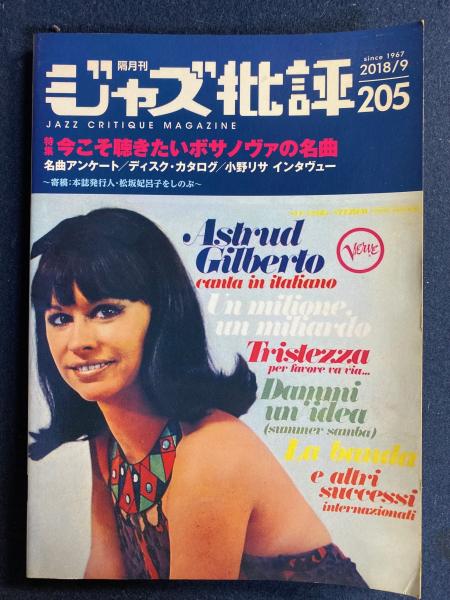 隔月刊
ジャズ批評
since 1967
2018/9
205
JAZZ CRITIQUE MAGAZINE
特集 今こそ聴きたいボサノヴァの名曲
名曲アンケート/ディスク・カタログ/小野リサ インタヴュー
〜寄稿:本誌発行人・松坂妃呂子をしのぶ〜
Astrud
Gilberto
canta in italiano
Verve
Un milione,
un miliardo
Tristezza
per favore va via...
Dammi
un'idea
(summer samba)
La banda
e altri
successi
internazionali